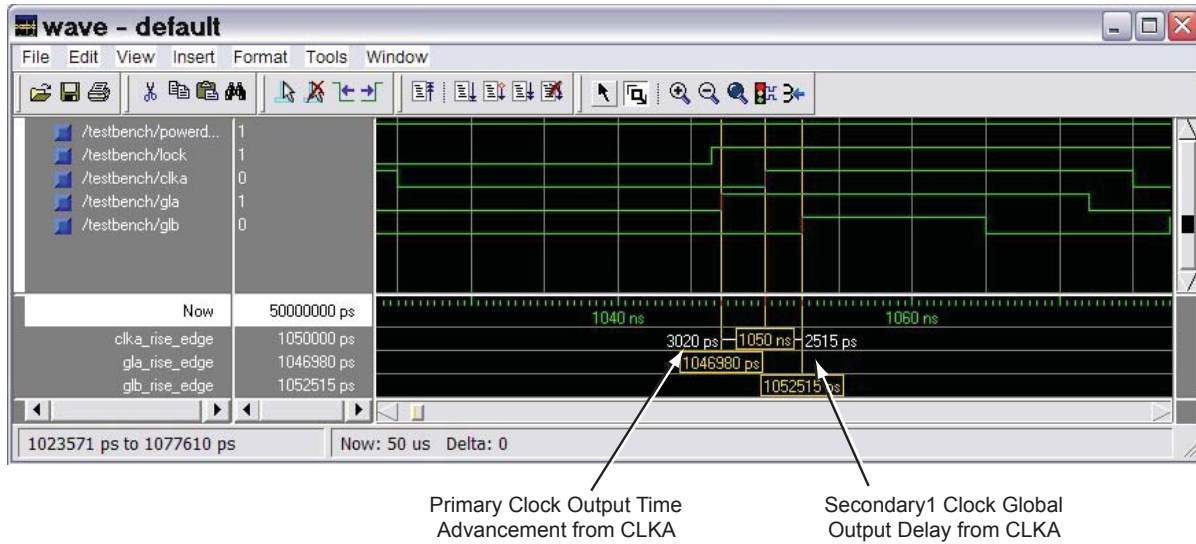 wave - default
File Edit View Insert Format Tools Window
/testbench/powerd... 1
/testbench/lock 1
/testbench/clka 0
/testbench/gla 1
/testbench/glb 0
Now 50000000 ps 1040 ns 1060 ns
clka_rise_edge 1050000 ps 3020 ps 1050 ns 2515 ps
gla_rise_edge 1046980 ps 1046980 ps
glb_rise_edge 1052515 ps 1052515 ps
1023571 ps to 1077610 ps Now: 50 us Delta: 0
Primary Clock Output Time
Advancement from CLKA
Secondary1 Clock Global
Output Delay from CLKA